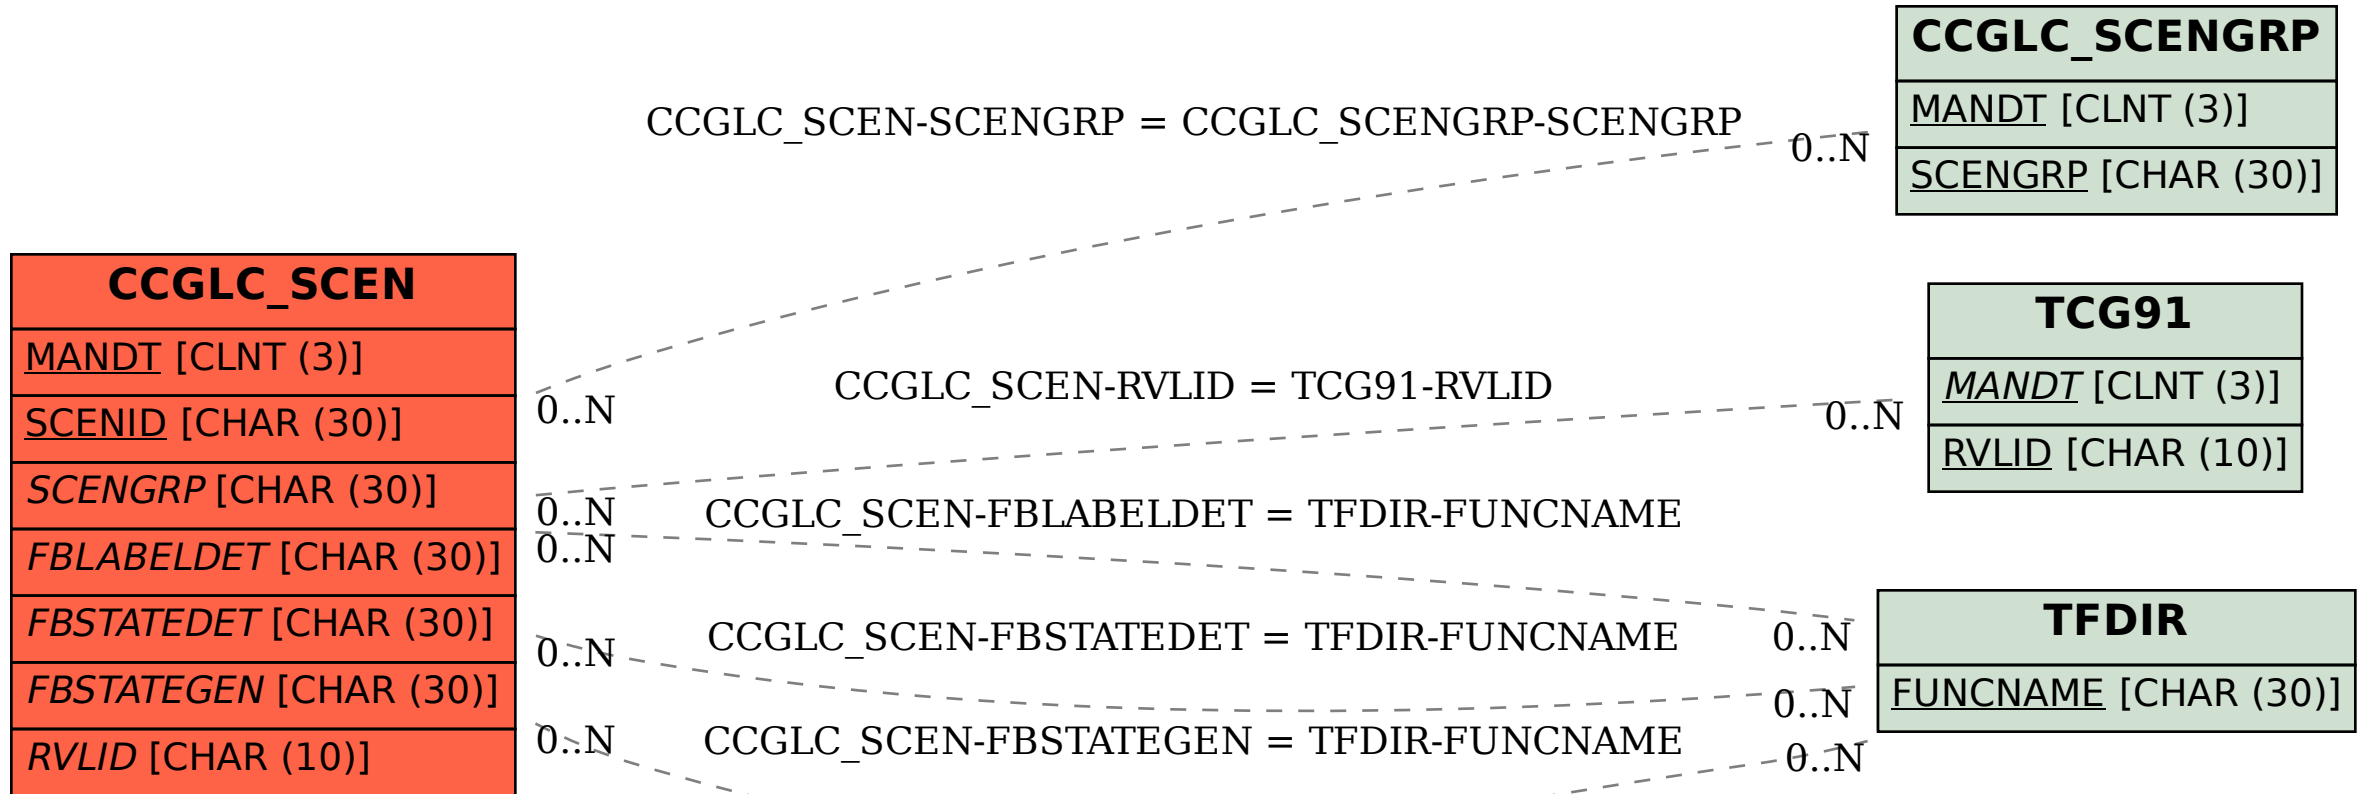 CCGLC_SCENGRP
MANDT [CLNT (3)]
SCENGRP [CHAR (30)]
CCGLC_SCEN-SCENGRP = CCGLC_SCENGRP-SCENGRP
0..N
CCGLC_SCEN
MANDT [CLNT (3)]
SCENID [CHAR (30)]
SCENGRP [CHAR (30)]
FBLABELDET [CHAR (30)]
FBSTATEDET [CHAR (30)]
FBSTATEGEN [CHAR (30)]
RVLID [CHAR (10)]
0..N
CCGLC_SCEN-RVLID = TCG91-RVLID
0..N
0..N
TCG91
MANDT [CLNT (3)]
RVLID [CHAR (10)]
CCGLC_SCEN-FBLABELDET = TFDIR-FUNCNAME
0..N
0..N
CCGLC_SCEN-FBSTATEDET = TFDIR-FUNCNAME
0..N
0..N
CCGLC_SCEN-FBSTATEGEN = TFDIR-FUNCNAME
0..N
0..N
TFDIR
FUNCNAME [CHAR (30)]